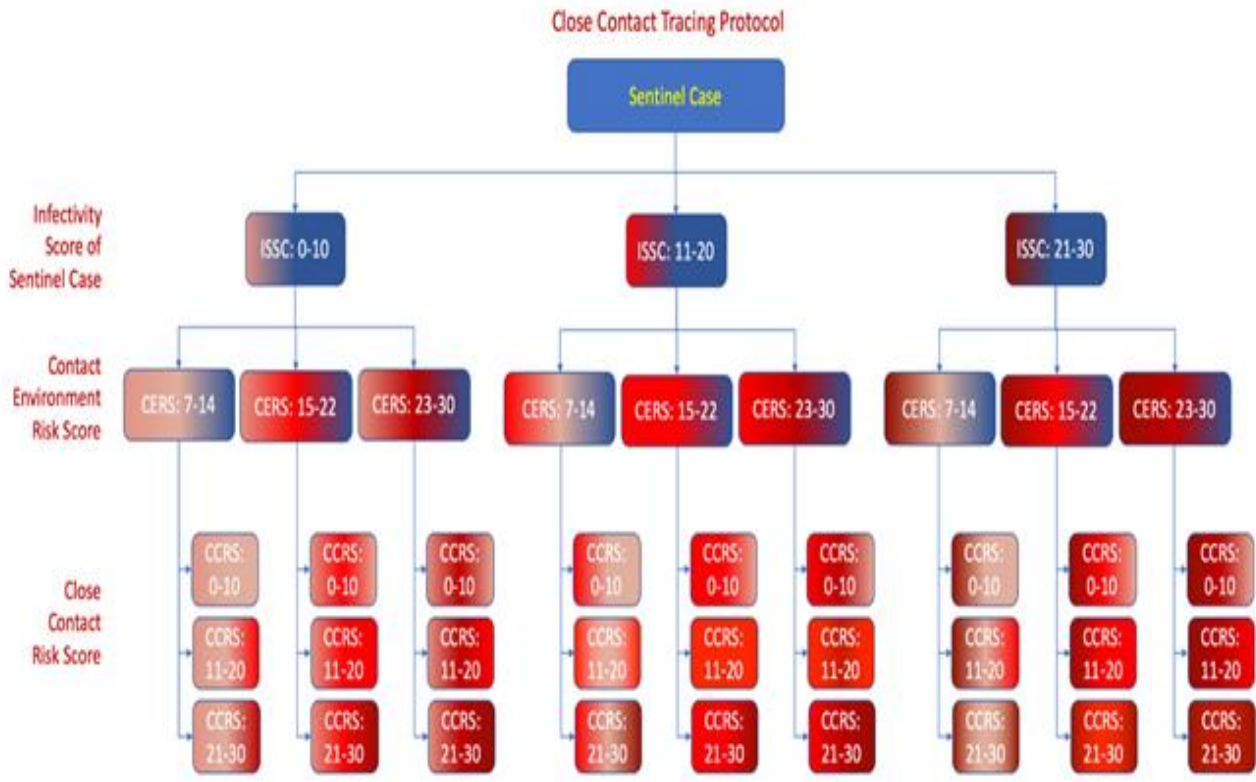 Close Contact Tracing Protocol
Sentinel Case
Infectivity
Score of
Sentinel Case
ISSC: 0-10
ISSC: 11-20
ISSC: 21-30
Contact
Environment
Risk Score
CERS: 7-14
CERS: 15-22
CERS: 23-30
CERS: 7-14
CERS: 15-22
CERS: 23-30
CERS: 7-14
CERS: 15-22
CERS: 23-30
Close
Contact
Risk Score
CCRS:
0-10
CCRS:
0-10
CCRS:
0-10
CCRS:
0-10
CCRS:
0-10
CCRS:
0-10
CCRS:
0-10
CCRS:
0-10
CCRS:
0-10
CCRS:
11-20
CCRS:
11-20
CCRS:
11-20
CCRS:
11-20
CCRS:
11-20
CCRS:
11-20
CCRS:
11-20
CCRS:
11-20
CCRS:
11-20
CCRS:
21-30
CCRS:
21-30
CCRS:
21-30
CCRS:
21-30
CCRS:
21-30
CCRS:
21-30
CCRS:
21-30
CCRS:
21-30
CCRS:
21-30